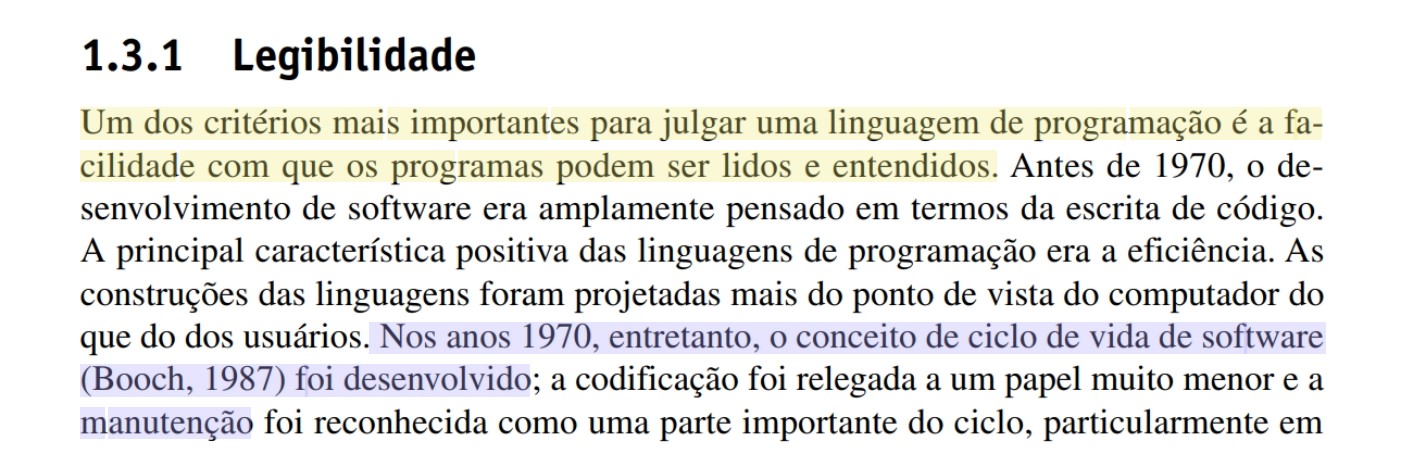 1.3.1 Legibilidade
Um dos critérios mais importantes para julgar uma linguagem de programação é a fa-
cilidade com que os programas podem ser lidos e entendidos. Antes de 1970, o de-
senvolvimento de software era amplamente pensado em termos da escrita de código.
A principal característica positiva das linguagens de programação era a eficiência. As
construções das linguagens foram projetadas mais do ponto de vista do computador do
que do dos usuários. Nos anos 1970, entretanto, o conceito de ciclo de vida de software
(Booch, 1987) foi desenvolvido; a codificação foi relegada a um papel muito menor e a
manutenção foi reconhecida como uma parte importante do ciclo, particularmente em